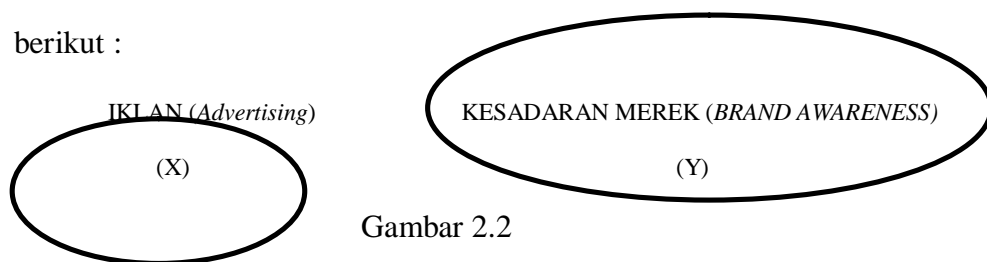 berikut :
IKLAN (Advertising) KESADARAN MEREK (BRAND AWARENESS)
(X) (Y)
Gambar 2.2